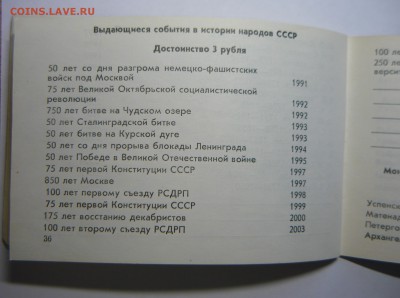 COINS.LAVE.RU
Выдающиеся события в истории народов СССР
Достоинство 3 рубля
50 лет со дня разгрома немецко-фашистских
войск под Москвой 1991
75 лет Великой Октябрьской социалистической
революции 1992
750 лет битве на Чудском озере 1992
50 лет Сталинградской битве 1993
50 лет битве на Курской дуге 1993
50 лет со дня прорыва блокады Ленинграда 1994
50 лет Победе в Великой Отечественной войне 1995
75 лет первой Конституции СССР 1997
850 лет Москве 1997
100 лет первому съезду РСДРП 1998
75 лет первой Конституции СССР 1999
175 лет восстанию декабристов 2000
100 лет второму съезду РСДРП 2003
36
100 ле
250 ле
верси
Мон
Успенск
Матенад
Петергоф
Арханге